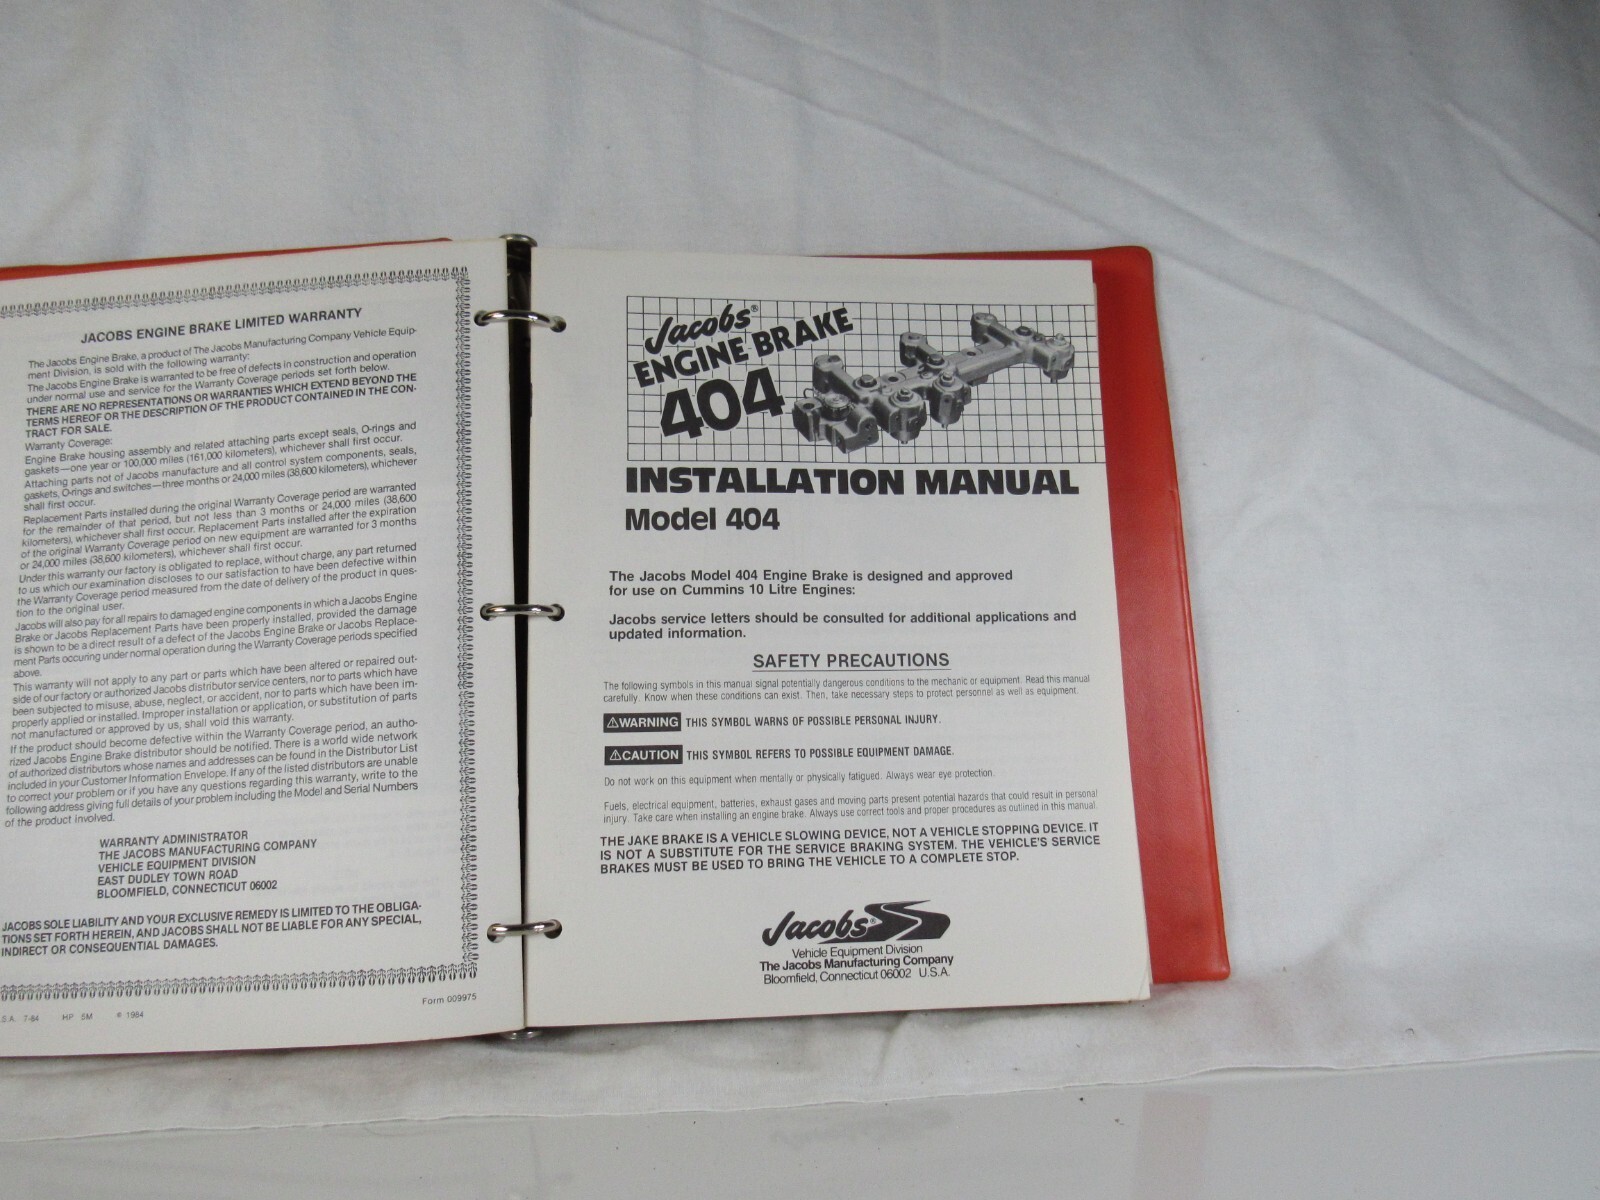 JACOBS ENGINE BRAKE LIMITED WARRANTY
The Jacobs Engine Brake, a product of The Jacobs Manufacturing Company Vehicle Equip-
ment Division, is sold with the following warranty:
The Jacobs Engine Brake is warranted to be free of defects in construction and operation
under normal use and service for the Warranty Coverage periods set forth below.
THERE ARE NO REPRESENTATIONS OR WARRANTIES WHICH EXTEND BEYOND THE
TERMS HEREOF OR THE DESCRIPTION OF THE PRODUCT CONTAINED IN THE CON-
TRACT FOR SALE.
Warranty Coverage:
Engine Brake housing assembly and related attaching parts except seals, O-rings and
gaskets—one year or 100,000 miles (161,000 kilometers), whichever shall first occur.
Attaching parts not of Jacobs manufacture and all control system components, seals,
gaskets, O-rings and switches—three months or 24,000 miles (38,600 kilometers), whichever
shall first occur.
Replacement Parts installed during the original Warranty Coverage period are warranted
for the remainder of that period, but not less than 3 months or 24,000 miles (38,600
kilometers), whichever shall first occur. Replacement Parts installed after the expiration
of the original Warranty Coverage period on new equipment are warranted for 3 months
or 24,000 miles (38,600 kilometers), whichever shall first occur.
Under this warranty our factory is obligated to replace, without charge, any part returned
to us which our examination discloses to our satisfaction to have been defective within
the Warranty Coverage period measured from the date of delivery of the product in ques-
tion to the original user.
Jacobs will also pay for all repairs to damaged engine components in which a Jacobs Engine
Brake or Jacobs Replacement Parts have been properly installed, provided the damage
is shown to be a direct result of a defect of the Jacobs Engine Brake or Jacobs Replace-
ment Parts occuring under normal operation during the Warranty Coverage periods specified
above.
This warranty will not apply to any part or parts which have been altered or repaired out-
side of our factory or authorized Jacobs distributor service centers, nor to parts which have
been subjected to misuse, abuse, neglect, or accident, nor to parts which have been im-
properly applied or installed. Improper installation or application, or substitution of parts
not manufactured or approved by us, shall void this warranty.
If the product should become defective within the Warranty Coverage period, an autho-
rized Jacobs Engine Brake distributor should be notified. There is a world wide network
of authorized distributors whose names and addresses can be found in the Distributor List
included in your Customer Information Envelope. If any of the listed distributors are unable
to correct your problem or if you have any questions regarding this warranty, write to the
following address giving full details of your problem including the Model and Serial Numbers
of the product involved.
WARRANTY ADMINISTRATOR
THE JACOBS MANUFACTURING COMPANY
VEHICLE EQUIPMENT DIVISION
EAST DUDLEY TOWN ROAD
BLOOMFIELD, CONNECTICUT 06002
JACOBS SOLE LIABILITY AND YOUR EXCLUSIVE REMEDY IS LIMITED TO THE OBLIGA-
TIONS SET FORTH HEREIN, AND JACOBS SHALL NOT BE LIABLE FOR ANY SPECIAL,
INDIRECT OR CONSEQUENTIAL DAMAGES.
Form 009975
S.A. 7-84 HP 5M © 1984
Jacobs®
ENGINE BRAKE
404
INSTALLATION MANUAL
Model 404
The Jacobs Model 404 Engine Brake is designed and approved
for use on Cummins 10 Litre Engines:
Jacobs service letters should be consulted for additional applications and
updated information.
SAFETY PRECAUTIONS
The following symbols in this manual signal potentially dangerous conditions to the mechanic or equipment. Read this manual
carefully. Know when these conditions can exist. Then, take necessary steps to protect personnel as well as equipment.
⚠WARNING THIS SYMBOL WARNS OF POSSIBLE PERSONAL INJURY.
⚠CAUTION THIS SYMBOL REFERS TO POSSIBLE EQUIPMENT DAMAGE.
Do not work on this equipment when mentally or physically fatigued. Always wear eye protection.
Fuels, electrical equipment, batteries, exhaust gases and moving parts present potential hazards that could result in personal
injury. Take care when installing an engine brake. Always use correct tools and proper procedures as outlined in this manual.
THE JAKE BRAKE IS A VEHICLE SLOWING DEVICE, NOT A VEHICLE STOPPING DEVICE. IT
IS NOT A SUBSTITUTE FOR THE SERVICE BRAKING SYSTEM. THE VEHICLE'S SERVICE
BRAKES MUST BE USED TO BRING THE VEHICLE TO A COMPLETE STOP.
Jacobs®
Vehicle Equipment Division
The Jacobs Manufacturing Company
Bloomfield, Connecticut 06002 U.S.A.